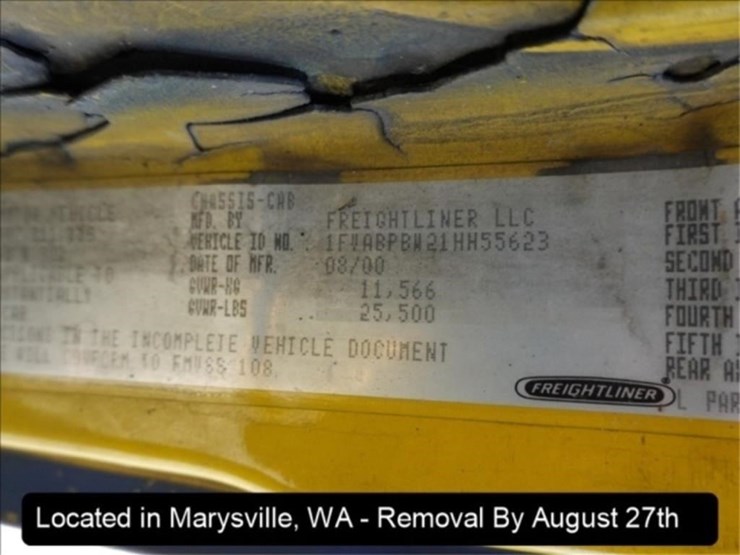 CHASSIS-CAB
MFD. BY FREIGHTLINER LLC
VEHICLE ID NO. 1FVABPBW21HH55623
DATE OF MFR. 08/00
GVWR-KG 11,566
GVWR-LBS .. 25,500
IN THE INCOMPLETE VEHICLE DOCUMENT
WILL CONFORM TO FMVSS 108
FRONT
FIRST
SECOND
THIRD
FOURTH
FIFTH
REAR
FREIGHTLINER
Located in Marysville, WA - Removal By August 27th